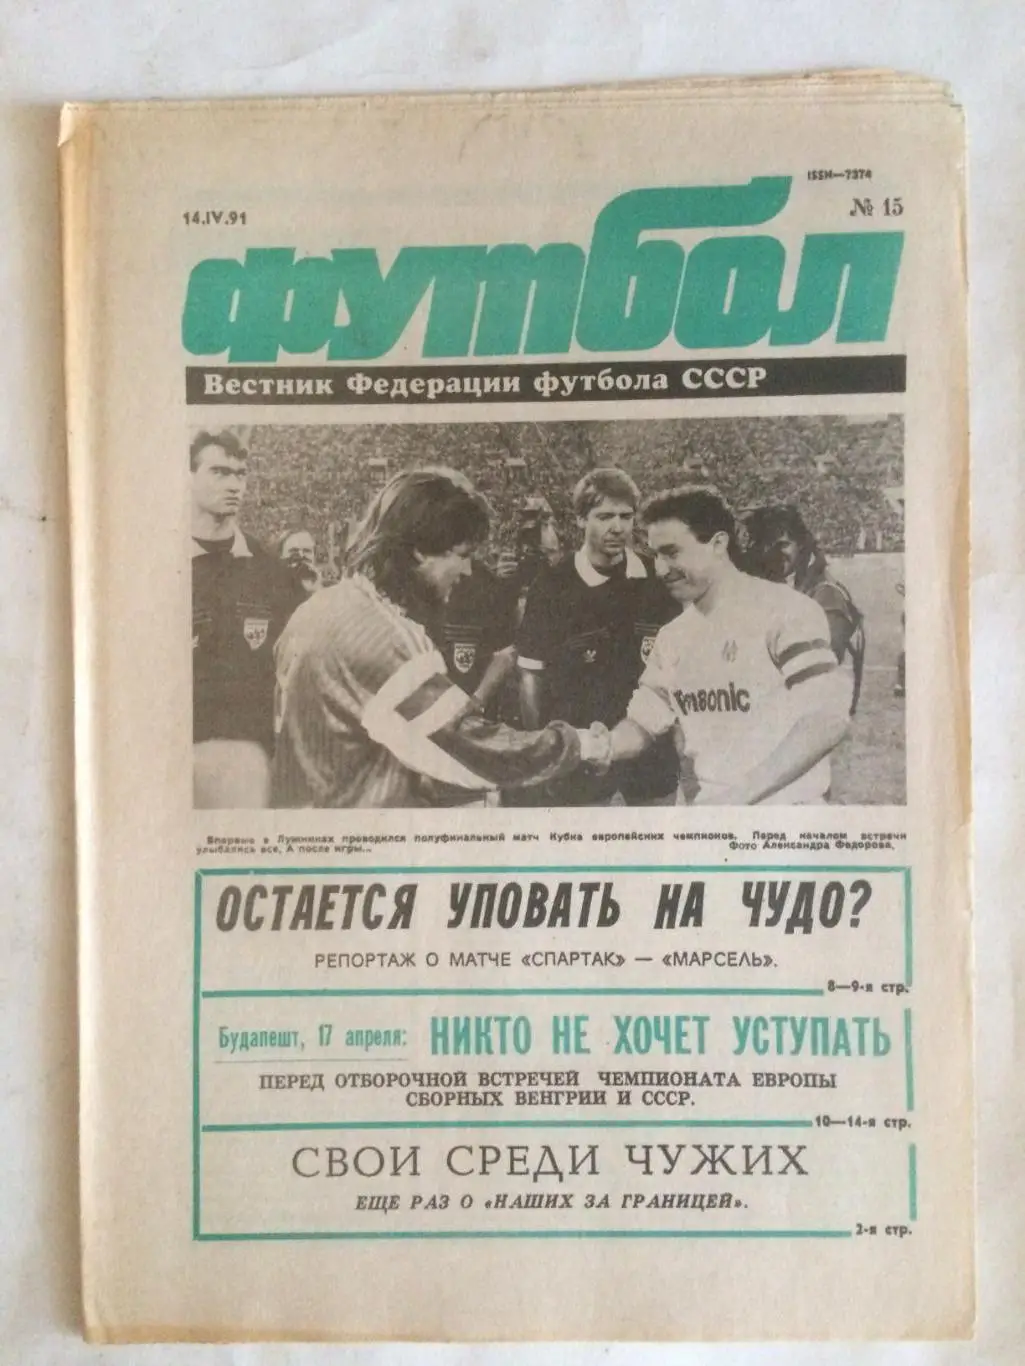 ISSN—7374
14.IV.91
№ 15
футбол
Вестник Федерации футбола СССР
Panasonic
Впервые в Лужниках проводился полуфинальный матч Кубка европейских чемпионов. Перед началом встречи
улыбались все. А после игры...
Фото Александра Федорова.
ОСТАЕТСЯ УПОВАТЬ НА ЧУДО?
РЕПОРТАЖ О МАТЧЕ «СПАРТАК» — «МАРСЕЛЬ».
8—9-я стр.
Будапешт, 17 апреля: НИКТО НЕ ХОЧЕТ УСТУПАТЬ
ПЕРЕД ОТБОРОЧНОЙ ВСТРЕЧЕЙ ЧЕМПИОНАТА ЕВРОПЫ
СБОРНЫХ ВЕНГРИИ И СССР.
10—14-я стр.
СВОИ СРЕДИ ЧУЖИХ
ЕЩЕ РАЗ О «НАШИХ ЗА ГРАНИЦЕЙ».
2-я стр.